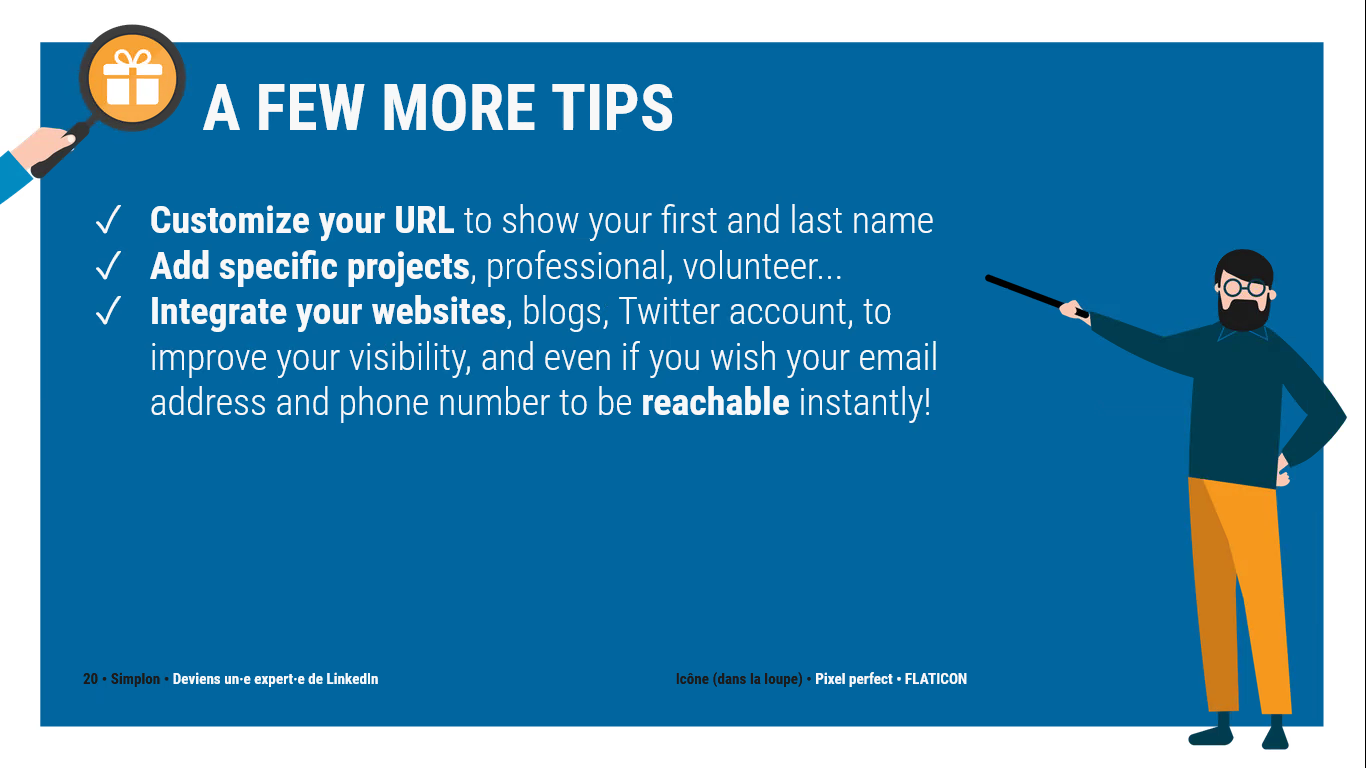 A FEW MORE TIPS
✓ Customize your URL to show your first and last name
✓ Add specific projects, professional, volunteer...
✓ Integrate your websites, blogs, Twitter account, to
improve your visibility, and even if you wish your email
address and phone number to be reachable instantly!
20 • Simplon • Deviens un·e expert·e de LinkedIn
Icône (dans la loupe) • Pixel perfect • FLATICON